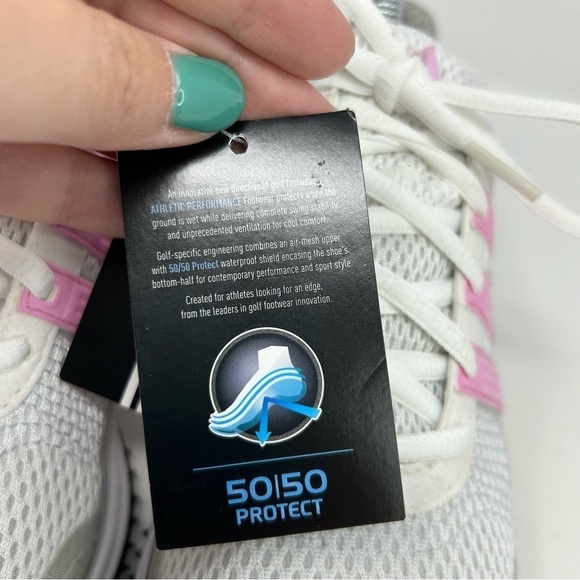 An innovative new direction in golf footwear,
ATHLETIC PERFORMANCE Footwear protects when the
ground is wet while delivering complete swing stability
and unprecedented ventilation for cool comfort.
Golf-specific engineering combines an air-mesh upper
with 50/50 Protect waterproof shield encasing the shoe's
bottom-half for contemporary performance and sport style
Created for athletes looking for an edge,
from the leaders in golf footwear innovation.
50|50
PROTECT